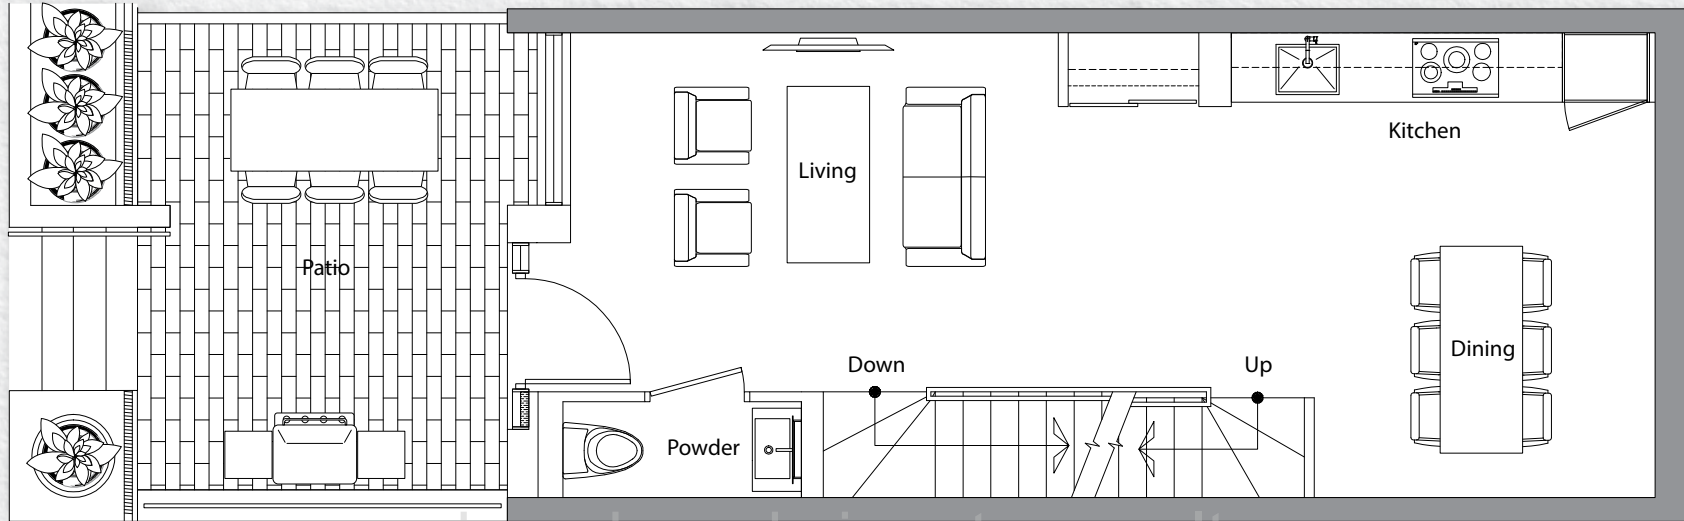 Kitchen
Living
Patio
Dining
Down
Up
Powder